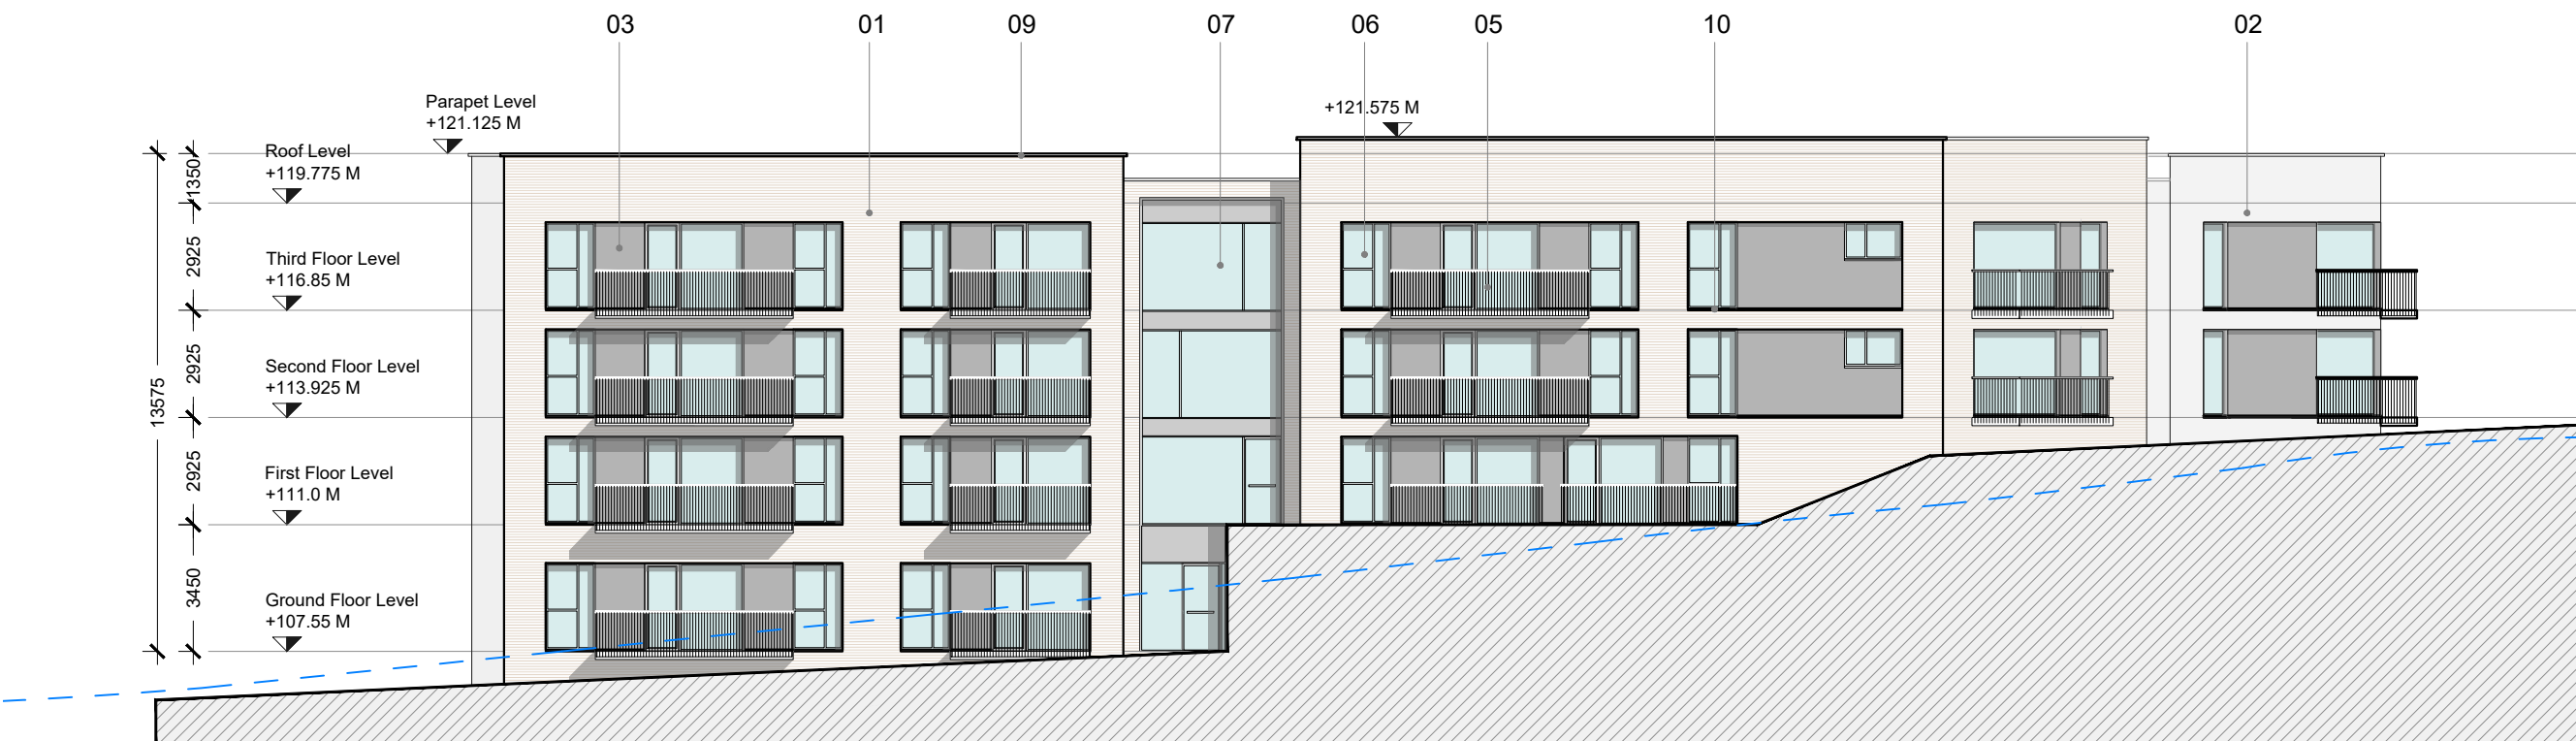 03 01 09 07 06 05 10 02
Parapet Level
+121.125 M
+121.575 M
Roof Level
+119.775 M
Third Floor Level
+116.85 M
Second Floor Level
+113.925 M
First Floor Level
+111.0 M
Ground Floor Level
+107.55 M
1350
2925
2925
2925
3450
13575